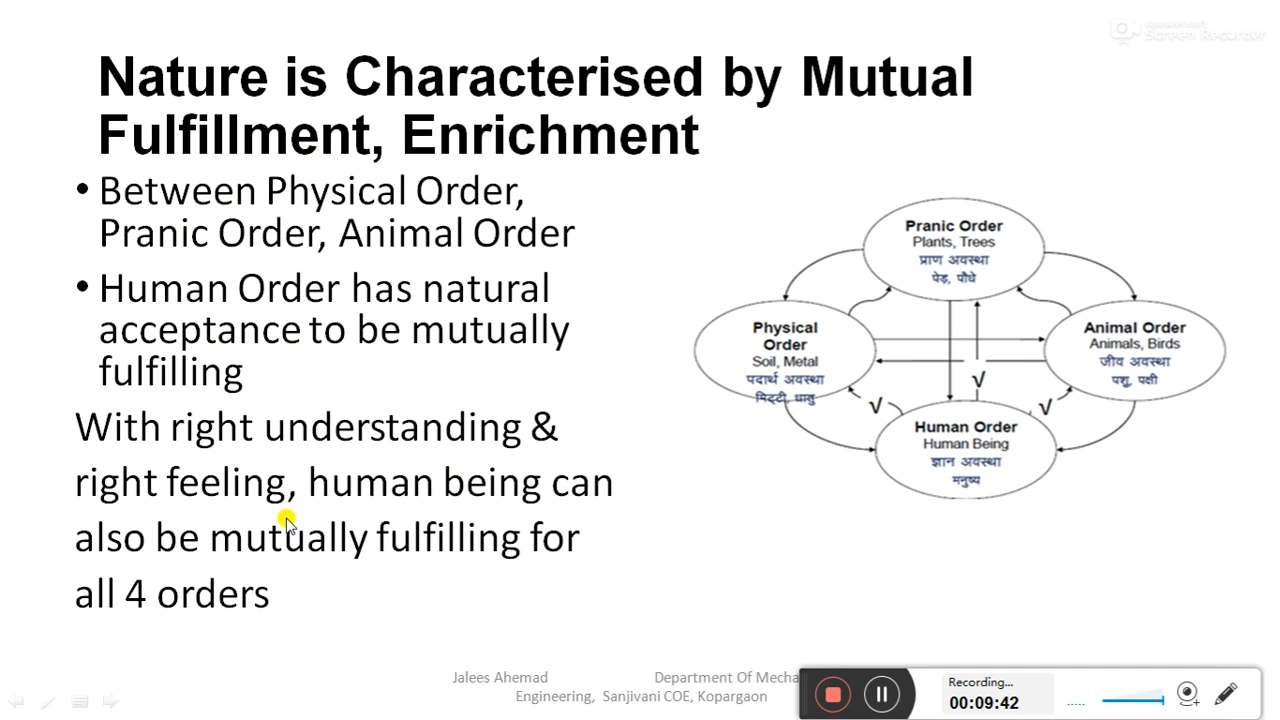 Apowersoft
Screen Recorder
Nature is Characterised by Mutual
Fulfillment, Enrichment
• Between Physical Order,
Pranic Order, Animal Order
• Human Order has natural
acceptance to be mutually
fulfilling
With right understanding &
right feeling, human being can
also be mutually fulfilling for
all 4 orders
Pranic Order
Plants, Trees
प्राण अवस्था
पेड़, पौधे
Physical
Order
Soil, Metal
पदार्थ अवस्था
मिट्टी, धातु
Animal Order
Animals, Birds
जीव अवस्था
पशु, पक्षी
√
√
√
Human Order
Human Being
ज्ञान अवस्था
मनुष्य
Jalees Ahemad Department Of Mecha
Engineering, Sanjivani COE, Kopargaon
Recording...
00:09:42